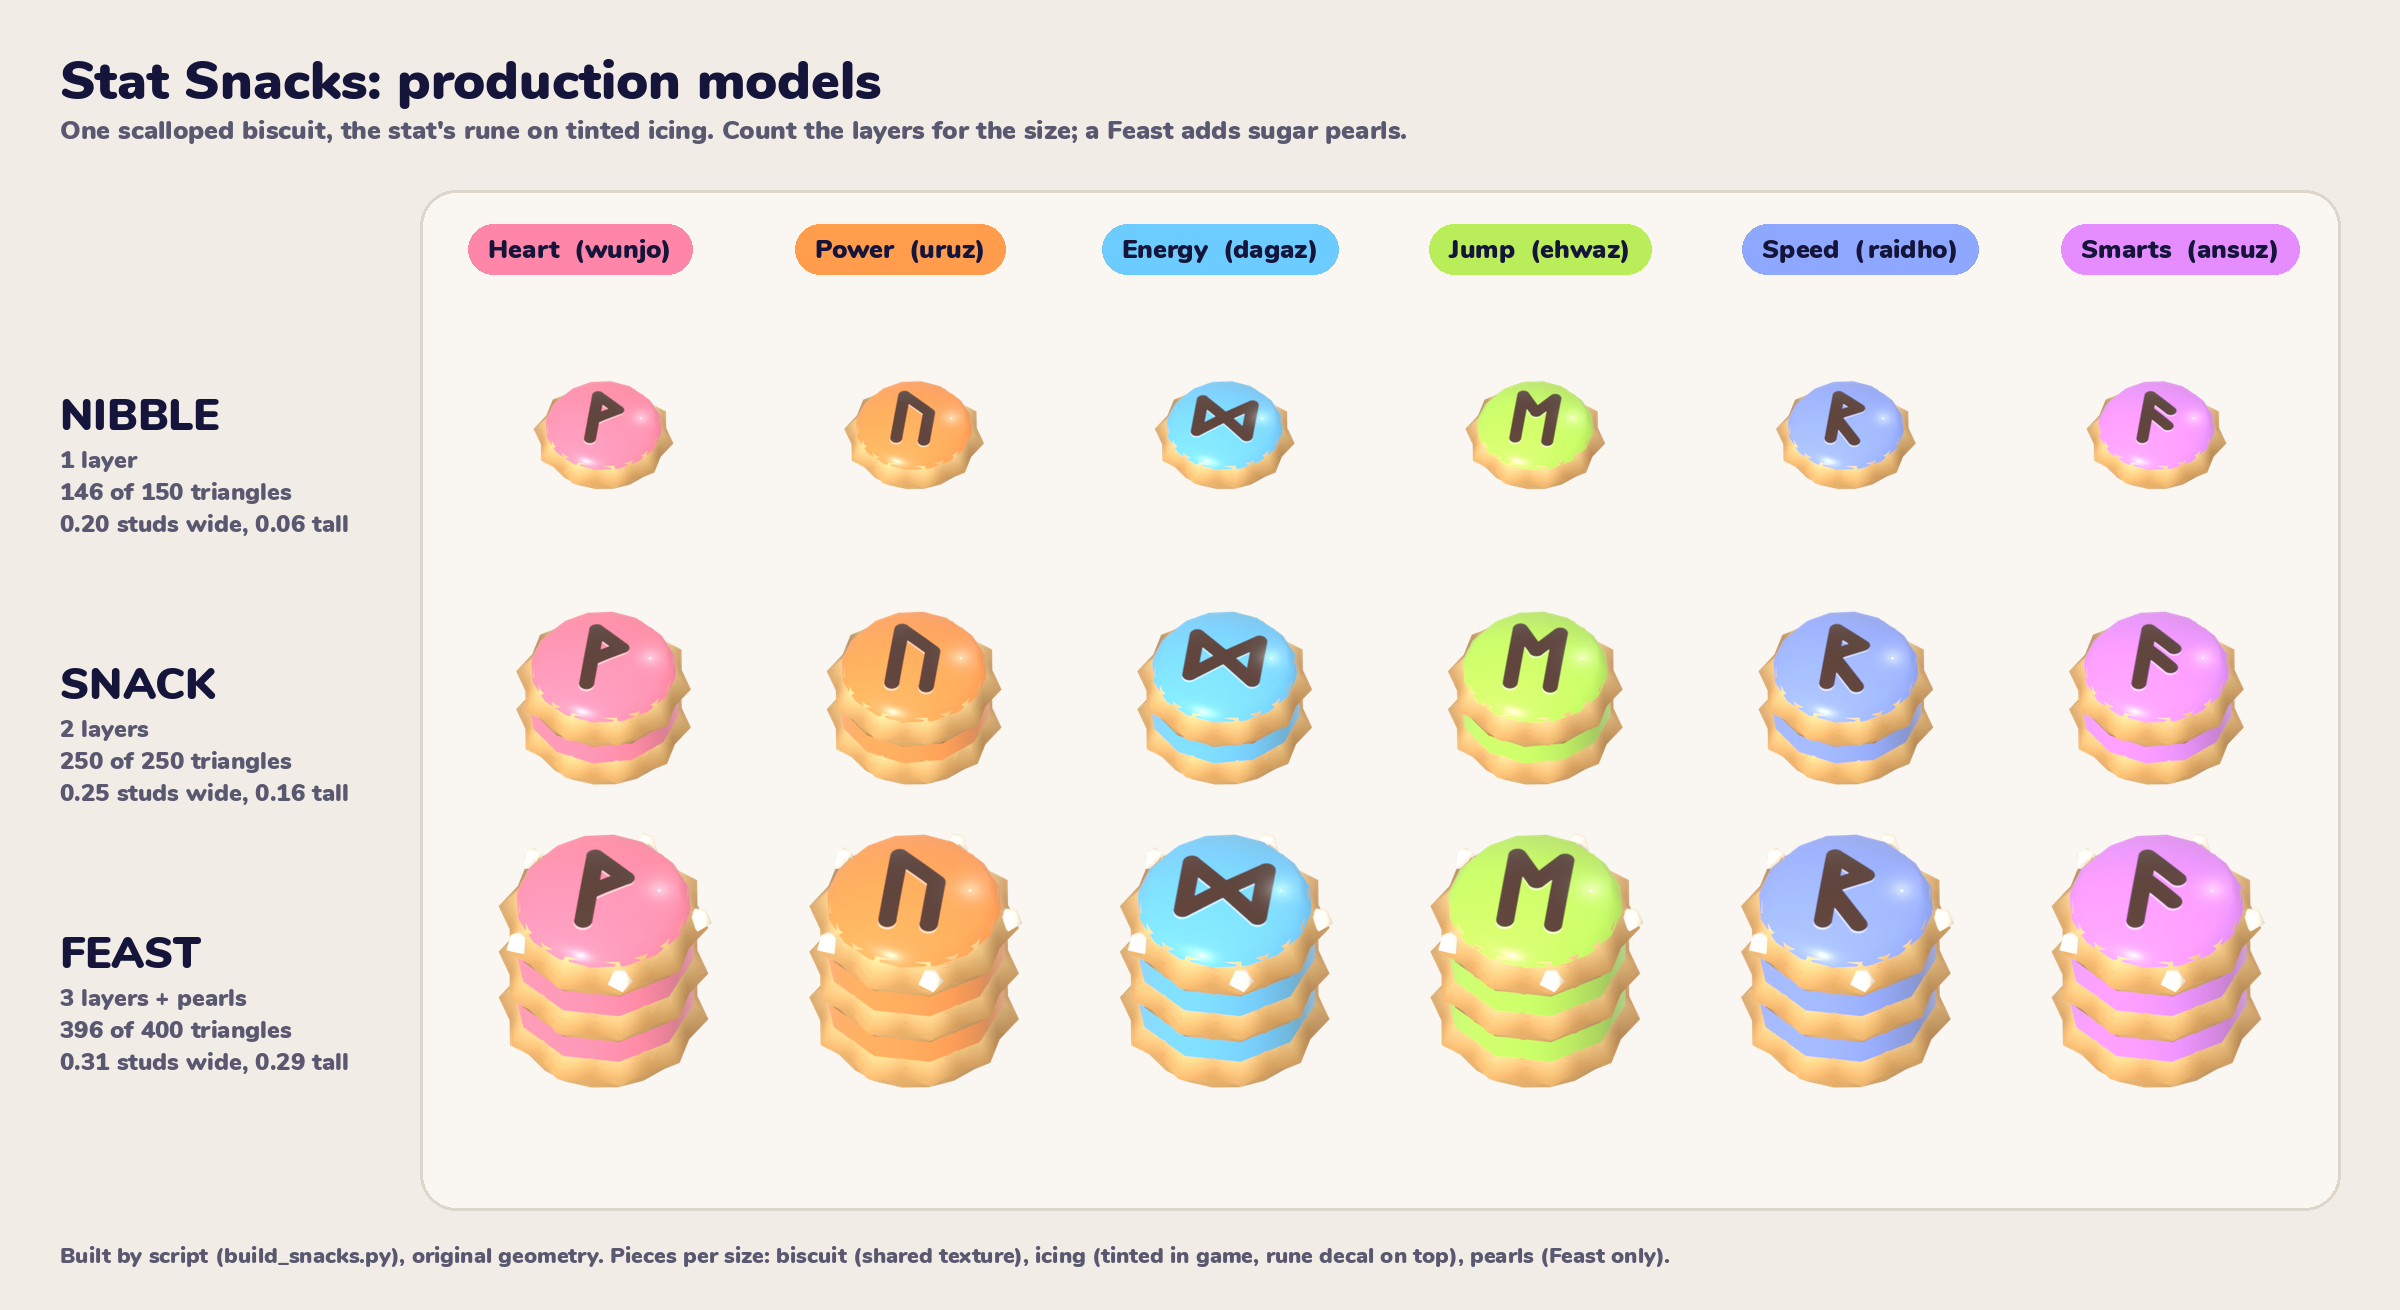 Stat Snacks: production models
One scalloped biscuit, the stat's rune on tinted icing. Count the layers for the size; a Feast adds sugar pearls.
Heart (wunjo)
Power (uruz)
Energy (dagaz)
Jump (ehwaz)
Speed (raidho)
Smarts (ansuz)
NIBBLE
1 layer
146 of 150 triangles
0.20 studs wide, 0.06 tall
ᚹ
ᚢ
ᛞ
ᛖ
ᚱ
ᚨ
SNACK
2 layers
250 of 250 triangles
0.25 studs wide, 0.16 tall
ᚹ
ᚢ
ᛞ
ᛖ
ᚱ
ᚨ
FEAST
3 layers + pearls
396 of 400 triangles
0.31 studs wide, 0.29 tall
ᚹ
ᚢ
ᛞ
ᛖ
ᚱ
ᚨ
Built by script (build_snacks.py), original geometry. Pieces per size: biscuit (shared texture), icing (tinted in game, rune decal on top), pearls (Feast only).